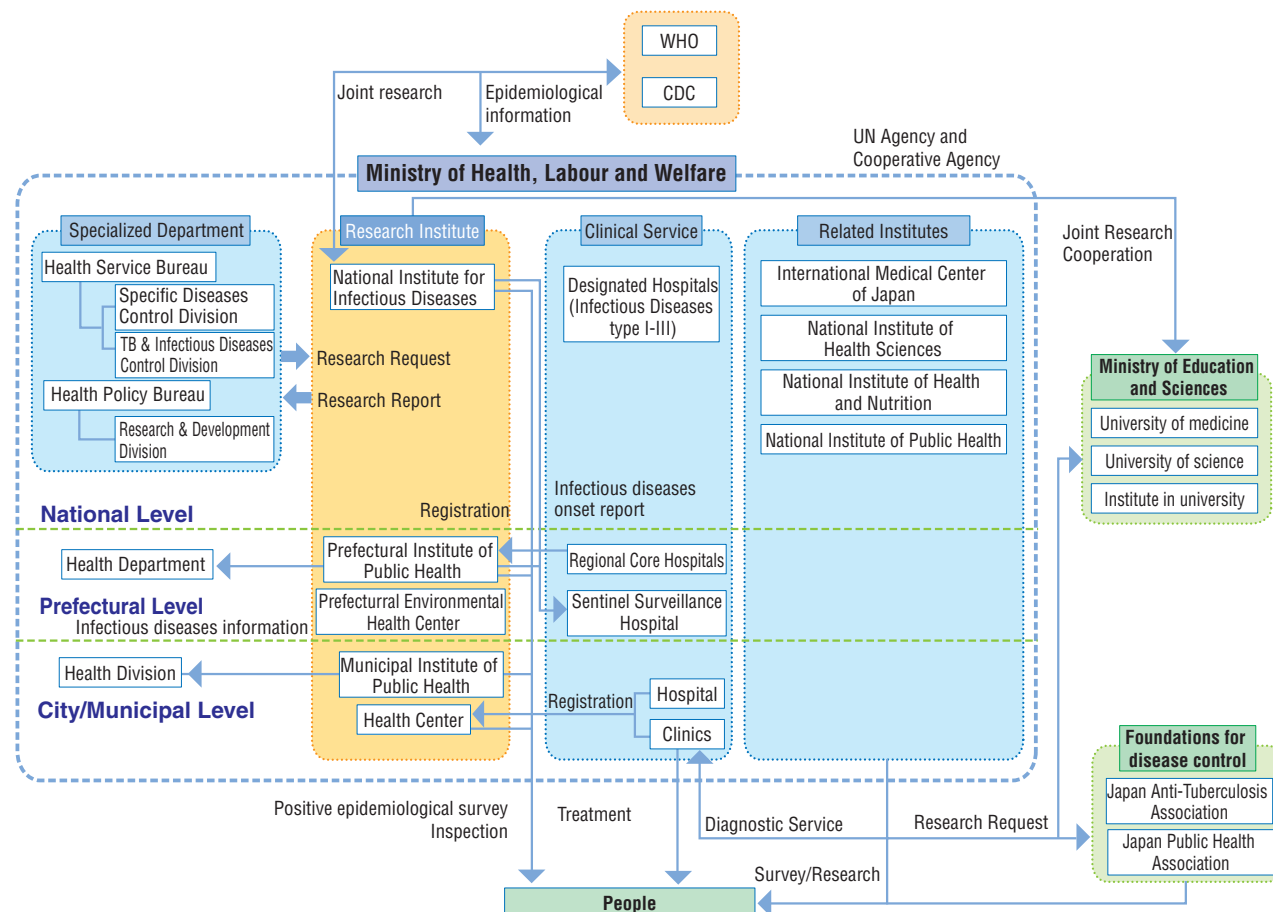 WHO
CDC
Joint research
Epidemiological
information
UN Agency and
Cooperative Agency
Ministry of Health, Labour and Welfare
Specialized Department
Health Service Bureau
Specific Diseases
Control Division
TB & Infectious Diseases
Control Division
Health Policy Bureau
Research & Development
Division
Research Institute
National Institute for
Infectious Diseases
Research Request
Research Report
Clinical Service
Designated Hospitals
(Infectious Diseases
type I-III)
Related Institutes
International Medical Center
of Japan
National Institute of
Health Sciences
National Institute of Health
and Nutrition
National Institute of Public Health
Joint Research
Cooperation
Ministry of Education
and Sciences
University of medicine
University of science
Institute in university
Infectious diseases
onset report
Registration
National Level
Health Department
Prefectural Institute of
Public Health
Regional Core Hospitals
Prefectural Level
Prefecturral Environmental
Health Center
Sentinel Surveillance
Hospital
Infectious diseases information
Health Division
Municipal Institute of
Public Health
City/Municipal Level
Health Center
Registration
Hospital
Clinics
Foundations for
disease control
Japan Anti-Tuberculosis
Association
Japan Public Health
Association
Positive epidemiological survey
Inspection
Treatment
Diagnostic Service
Research Request
Survey/Research
People